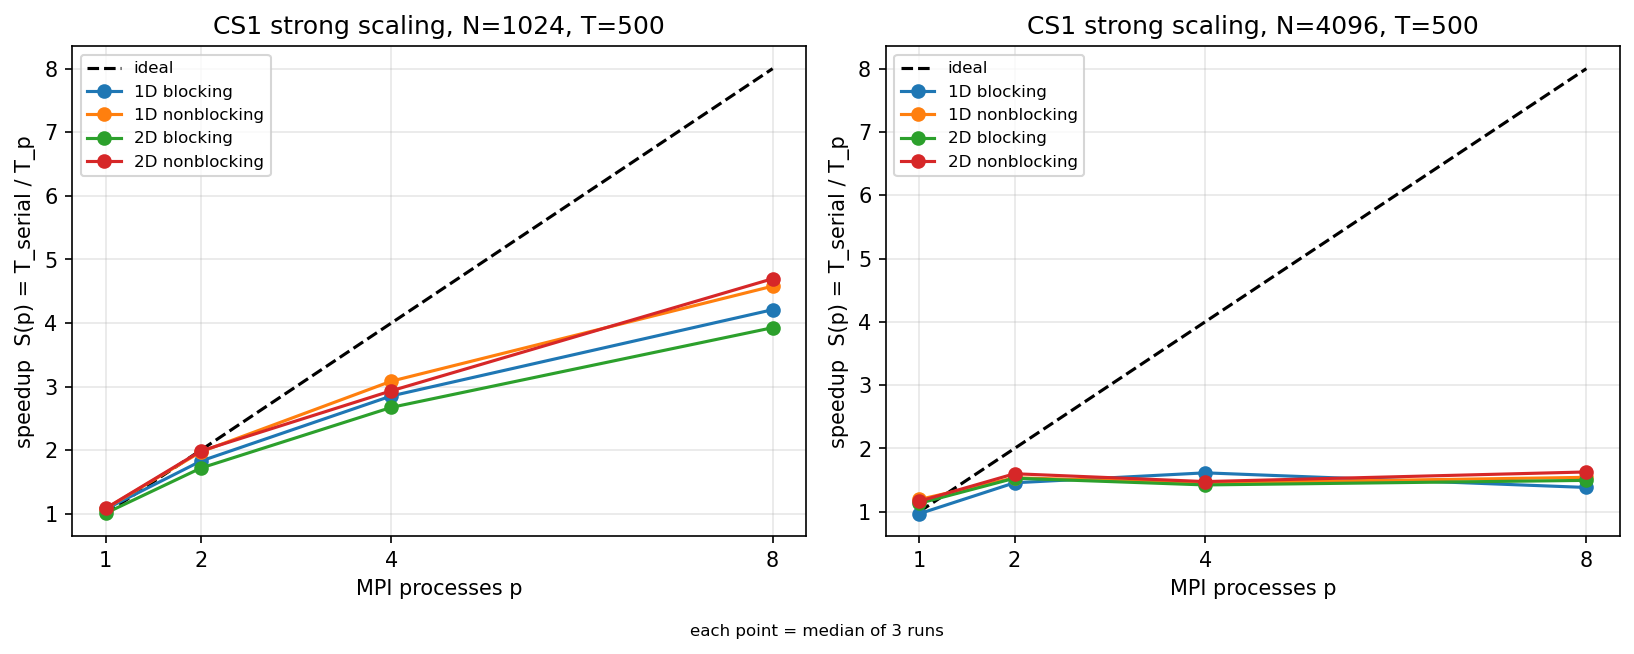 CS1 strong scaling, N=1024, T=500
speedup  S(p) = T_serial / T_p
8
7
6
5
4
3
2
1
ideal
1D blocking
1D nonblocking
2D blocking
2D nonblocking
1
2
4
8
MPI processes p
CS1 strong scaling, N=4096, T=500
speedup  S(p) = T_serial / T_p
8
7
6
5
4
3
2
1
ideal
1D blocking
1D nonblocking
2D blocking
2D nonblocking
1
2
4
8
MPI processes p
each point = median of 3 runs